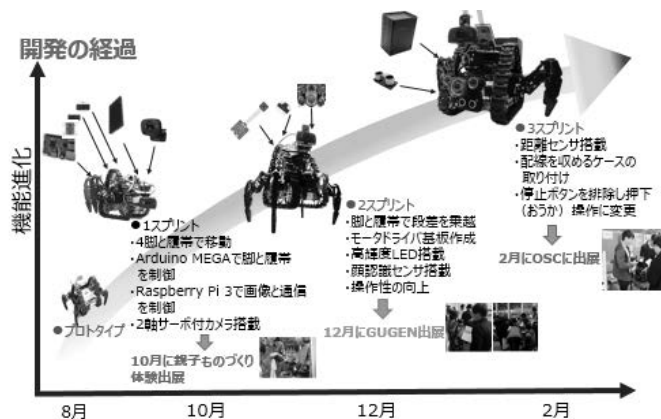 開発の経過
機能進化
●プロトタイプ
●1スプリント
・4脚と履帯で移動
・Arduino MEGAで脚と履帯
を制御
・Raspberry Pi 3で画像と通信
を制御
・2軸サーボ付カメラ搭載
10月に親子ものづくり
体験出展
●2スプリント
・脚と履帯で段差を乗越
・モータドライバ基板作成
・高輝度LED搭載
・顔認識センサ搭載
・操作性の向上
12月にGUGEN出展
●3スプリント
・距離センサ搭載
・配線を収めるケースの
取り付け
・停止ボタンを排除し押下
（おうか）操作に変更
2月にOSCに出展
8月
10月
12月
2月